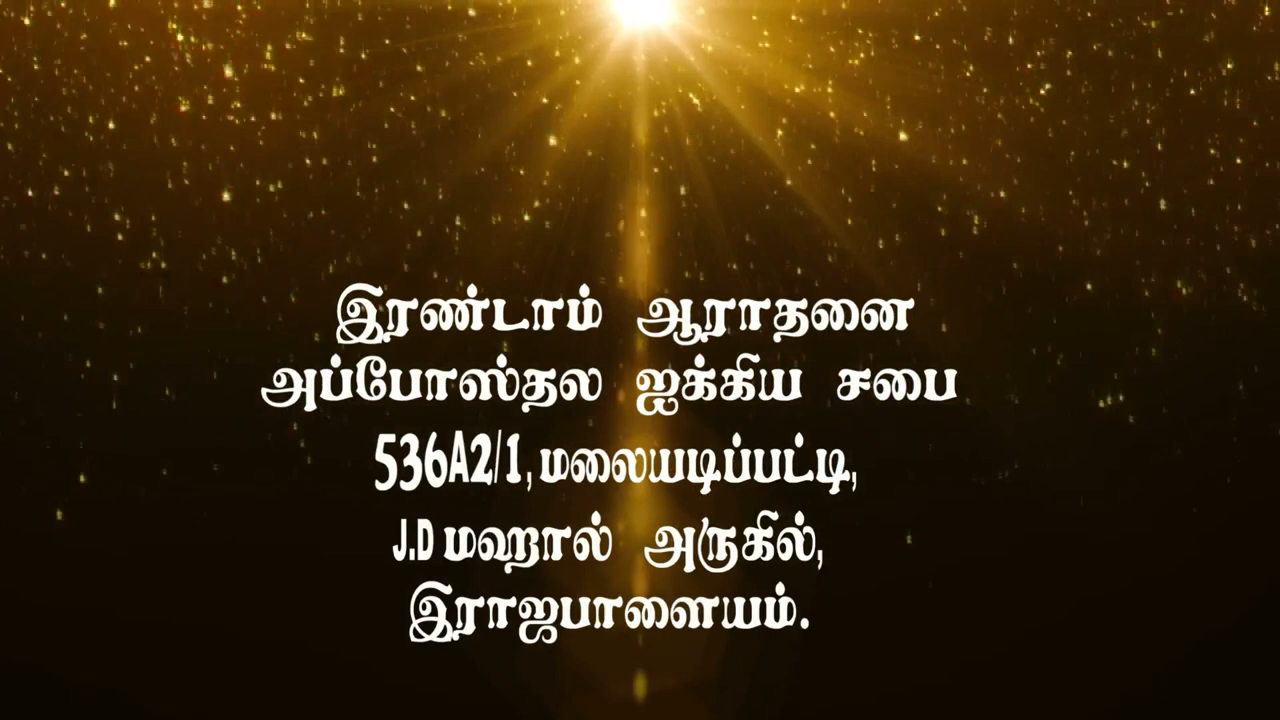 இரண்டாம் ஆராதனை
அப்போஸ்தல ஐக்கிய சபை
536A2/1, மலையடிப்பட்டி,
J.D மஹால் அருகில்,
இராஜபாளையம்.